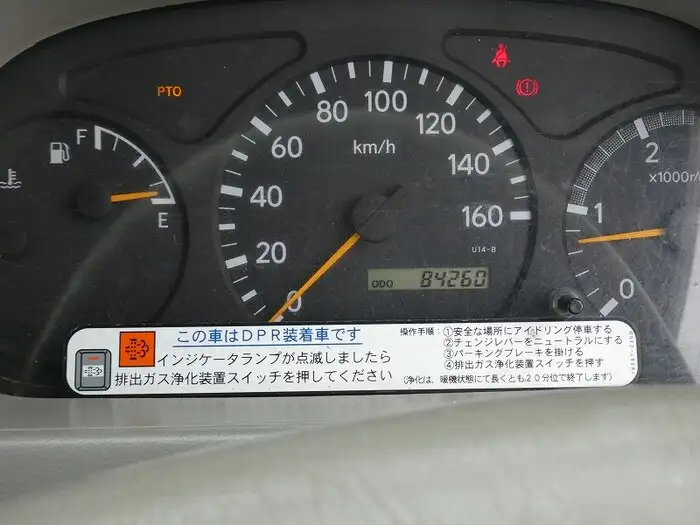 PTO
F
E
0
20
40
60
80
100
120
140
160
km/h
U14-B
ODO 84260
2
x1000r/
1
0
この車はDPR装着車です
インジケータランプが点滅しましたら
排出ガス浄化装置スイッチを押してください
操作手順:①安全な場所にアイドリング停車する
②チェンジレバーをニュートラルにする
③パーキングブレーキを掛ける
④排出ガス浄化装置スイッチを押す
(浄化は、暖機状態にて長くとも20分位で終了します)